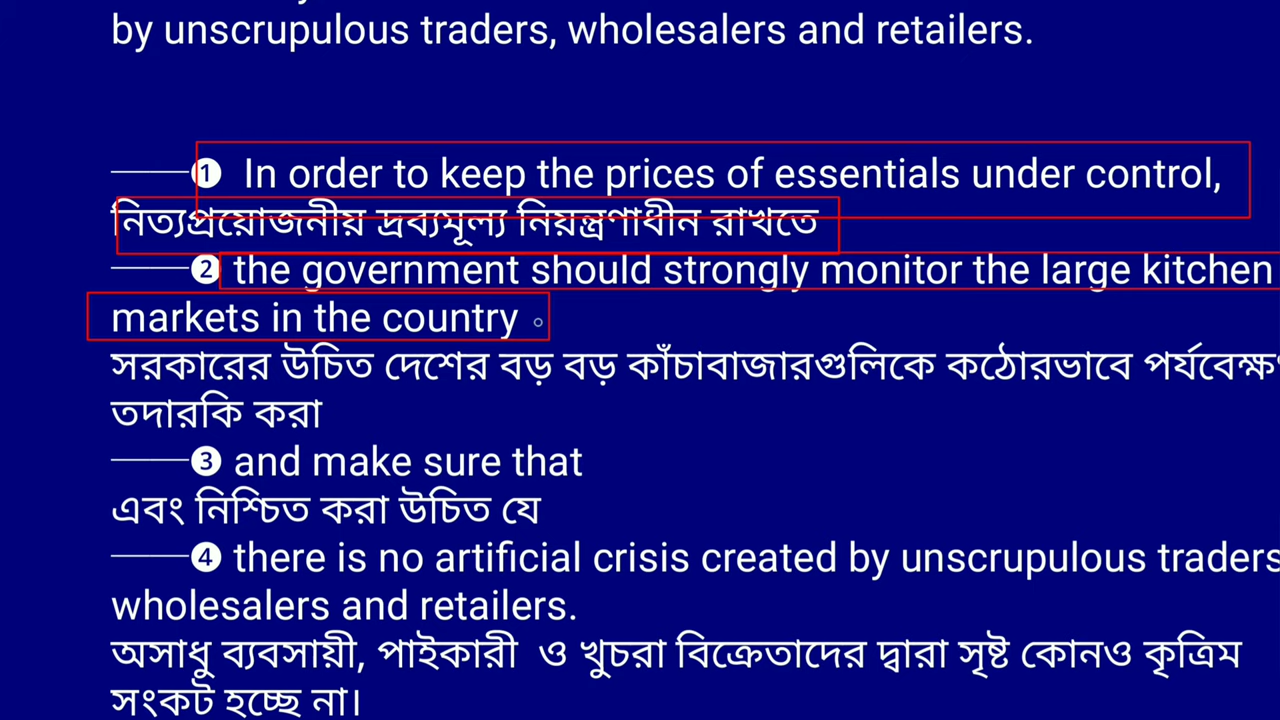 by unscrupulous traders, wholesalers and retailers.
——❶ In order to keep the prices of essentials under control,
নিত্যপ্রয়োজনীয় দ্রব্যমূল্য নিয়ন্ত্রণাধীন রাখতে
——❷ the government should strongly monitor the large kitchen
markets in the country
সরকারের উচিত দেশের বড় বড় কাঁচাবাজারগুলিকে কঠোরভাবে
তদারকি করা
——❸ and make sure that
এবং নিশ্চিত করা উচিত যে
——❹ there is no artificial crisis created by unscrupulous traders
wholesalers and retailers.
অসাধু ব্যবসায়ী, পাইকারী ও খুচরা বিক্রেতাদের দ্বারা সৃষ্ট কোনও কৃত্রিম
সংকট হচ্ছে না।